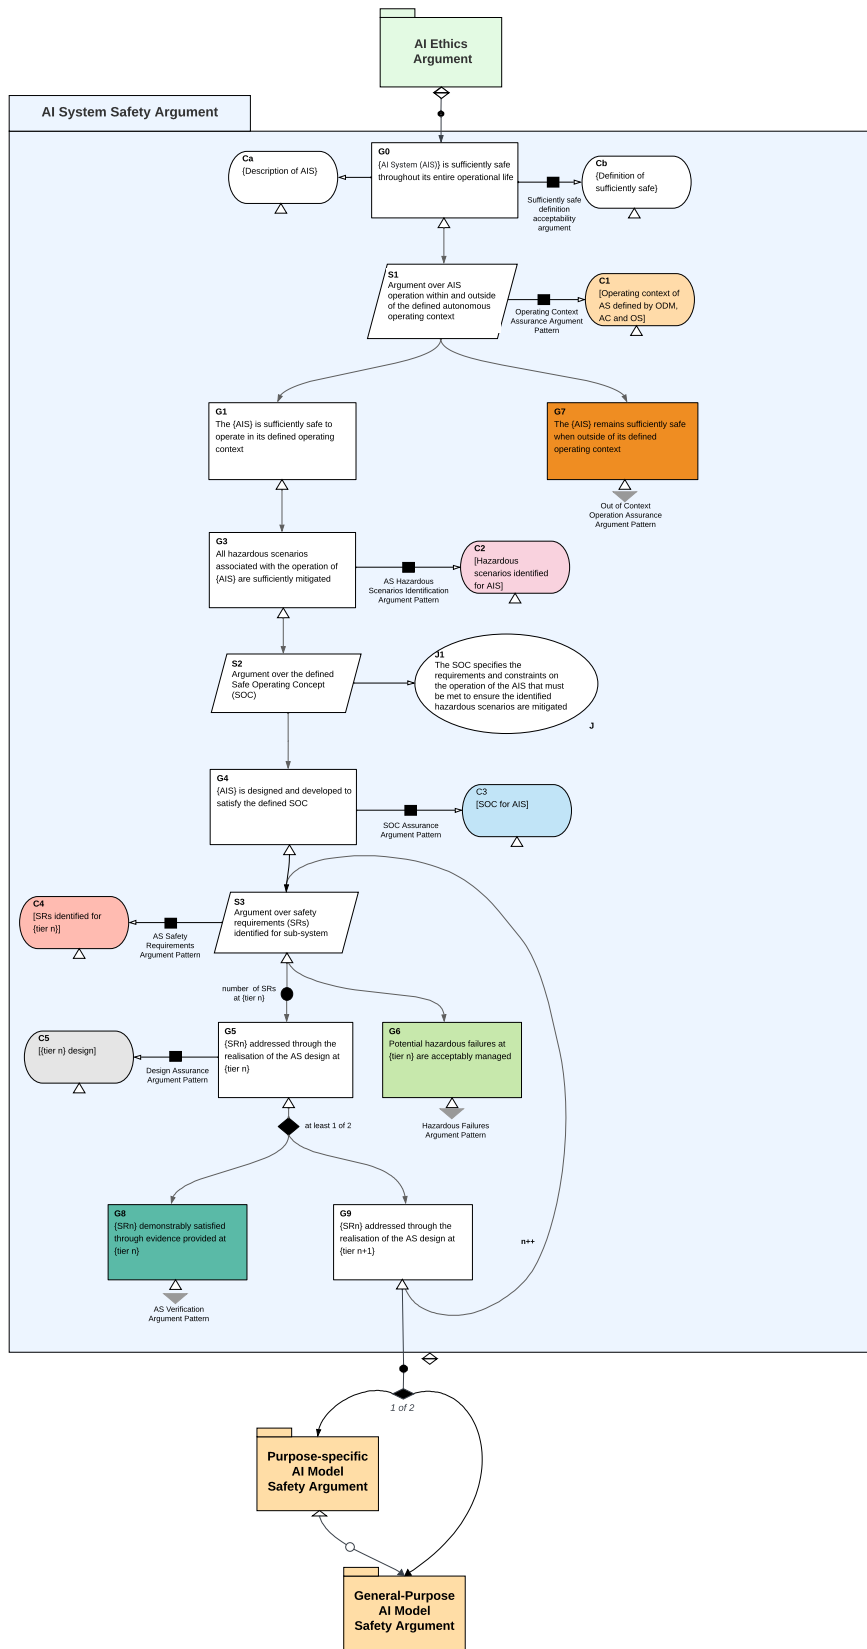 AI Ethics
Argument
AI System Safety Argument
Ca
{Description of AIS}
G0
{AI System (AIS)} is sufficiently safe
throughout its entire operational life
Cb
{Definition of
sufficiently safe}
Sufficiently safe
definition
acceptability
argument
S1
Argument over AIS
operation within and outside
of the defined autonomous
operating context
Operating Context
Assurance Argument
Pattern
C1
[Operating context of
AS defined by ODM,
AC and OS]
G1
The {AIS} is sufficiently safe to
operate in its defined operating
context
G7
The {AIS} remains sufficiently safe
when outside of its defined
operating context
Out of Context
Operation Assurance
Argument Pattern
G3
All hazardous scenarios
associated with the operation of
{AIS} are sufficiently mitigated
AS Hazardous
Scenarios Identification
Argument Pattern
C2
[Hazardous
scenarios identified
for AIS]
S2
Argument over the defined
Safe Operating Concept
(SOC)
J1
The SOC specifies the
requirements and constraints on
the operation of the AIS that must
be met to ensure the identified
hazardous scenarios are mitigated
J
G4
{AIS} is designed and developed to
satisfy the defined SOC
SOC Assurance
Argument Pattern
C3
[SOC for AIS]
C4
[SRs identified for
{tier n}]
AS Safety
Requirements
Argument Pattern
S3
Argument over safety
requirements (SRs)
identified for sub-system
number of SRs
at {tier n}
C5
[{tier n} design]
Design Assurance
Argument Pattern
G5
{SRn} addressed through the
realisation of the AS design at
{tier n}
G6
Potential hazardous failures at
{tier n} are acceptably managed
Hazardous Failures
Argument Pattern
at least 1 of 2
G8
{SRn} demonstrably satisfied
through evidence provided at
{tier n}
AS Verification
Argument Pattern
G9
{SRn} addressed through the
realisation of the AS design at
{tier n+1}
n++
1 of 2
Purpose-specific
AI Model
Safety Argument
General-Purpose
AI Model
Safety Argument